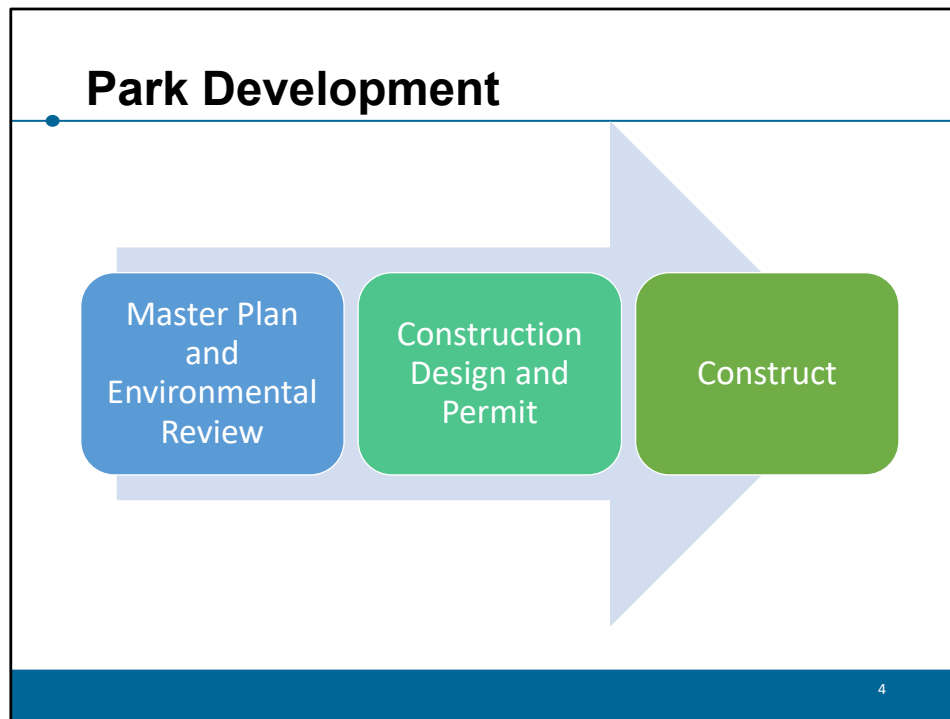 Park Development
Master Plan
and
Environmental
Review
Construction
Design and
Permit
Construct
4